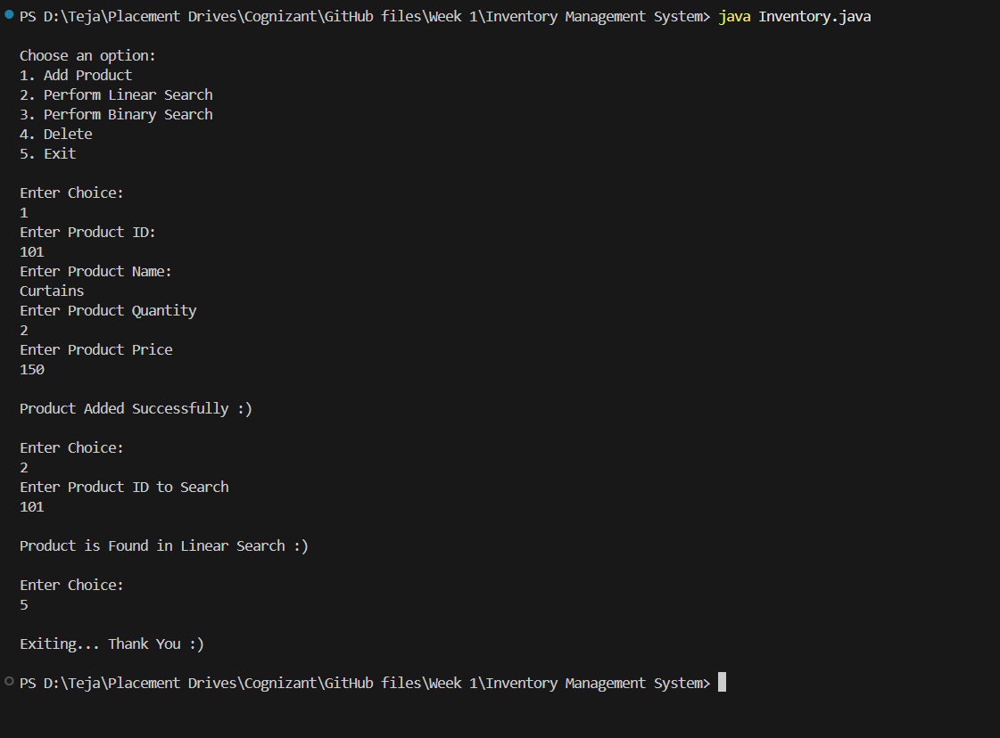 PS D:\Teja\Placement Drives\Cognizant\GitHub files\Week 1\Inventory Management System> java Inventory.java
Choose an option:
1. Add Product
2. Perform Linear Search
3. Perform Binary Search
4. Delete
5. Exit
Enter Choice:
1
Enter Product ID:
101
Enter Product Name:
Curtains
Enter Product Quantity
2
Enter Product Price
150
Product Added Successfully :)
Enter Choice:
2
Enter Product ID to Search
101
Product is Found in Linear Search :)
Enter Choice:
5
Exiting... Thank You :)
PS D:\Teja\Placement Drives\Cognizant\GitHub files\Week 1\Inventory Management System>